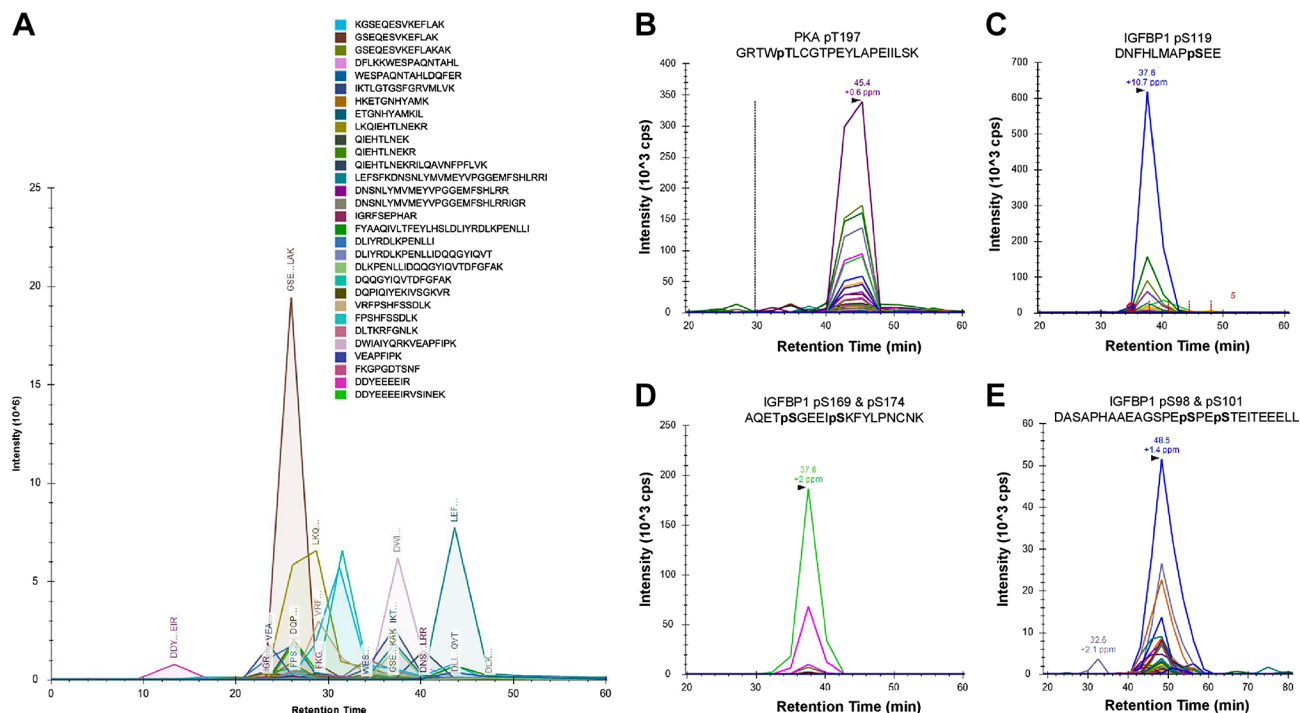 A
KGSEQESVKEFLAK
GSEQESVKEFLAK
GSEQESVKEFLAKAK
DFLKKWESPAQNTAHL
WESPAQNTAHLDQFER
IKTLGTGSFGRVMLVK
HKETGNHYAMK
ETGNHYAMKIL
LKQIEHTLNEKR
QIEHTLNEK
QIEHTLNEKR
QIEHTLNEKRILQAVNFPFLVK
LEFSFKDNSNLYMVMEYVPGGEMFSHLRRI
DNSNLYMVMEYVPGGEMFSHLRR
DNSNLYMVMEYVPGGEMFSHLRRIGR
IGRFSEPHAR
FYAAQIVLTFEYLHSLDLIYRDLKPENLLI
DLIYRDLKPENLLI
DLIYRDLKPENLLIDQQGYIQVT
DLKPENLLIDQQGYIQVTDFGFAK
DQQGYIQVTDFGFAK
DQPIQIYEKIVSGKVR
VRFPSHFSSDLK
FPSHFSSDLK
DLTKRFGNLK
DWIAIYQRKVEAPFIPK
VEAPFIPK
FKGPGDTSNF
DDYEEEEIR
DDYEEEEIRVSINEK
Intensity (10^6)
25
20
15
10
5
0
DDY...EIR
GSE...LAK
LKQ...
VEA...
DQP...
VRF...
FKG...
DWI...
IKT...
LEF...
DLK...
0 10 20 30 40 50 60
Retention Time
B
PKA pT197
GRTWpTLCGTPEYLAPEIILSK
Intensity (10^3 cps)
400
350
300
250
200
150
100
50
0
45.4
+0.6 ppm
20 30 40 50 60
Retention Time (min)
C
IGFBP1 pS119
DNFHLMAPpSEE
Intensity (10^3 cps)
700
600
500
400
300
200
100
0
37.6
+10.7 ppm
5
20 30 40 50 60
Retention Time (min)
D
IGFBP1 pS169 & pS174
AQETpSGEEIpSKFYLPNCNK
Intensity (10^3 cps)
250
200
150
100
50
0
37.6
+2 ppm
20 30 40 50 60
Retention Time (min)
E
IGFBP1 pS98 & pS101
DASAPHAAEAGSPEpSPEpSTEITEEELL
Intensity (10^3 cps)
60
50
40
30
20
10
0
48.5
+1.4 ppm
32.6
+2.1 ppm
20 30 40 50 60 70 80
Retention Time (min)